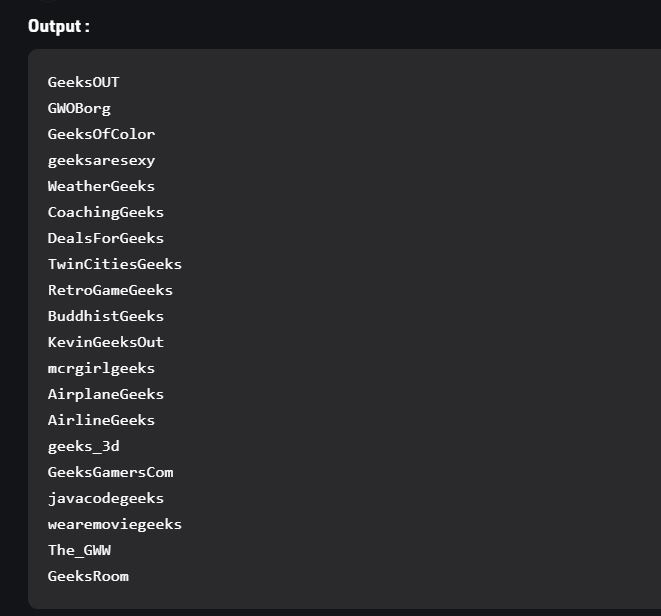 Output :
GeeksOUT
GWOBorg
GeeksOfColor
geeksaresexy
WeatherGeeks
CoachingGeeks
DealsForGeeks
TwinCitiesGeeks
RetroGameGeeks
BuddhistGeeks
KevinGeeksOut
mcrgirlgeeks
AirplaneGeeks
AirlineGeeks
geeks_3d
GeeksGamersCom
javacodegeeks
wearemoviegeeks
The_GWW
GeeksRoom